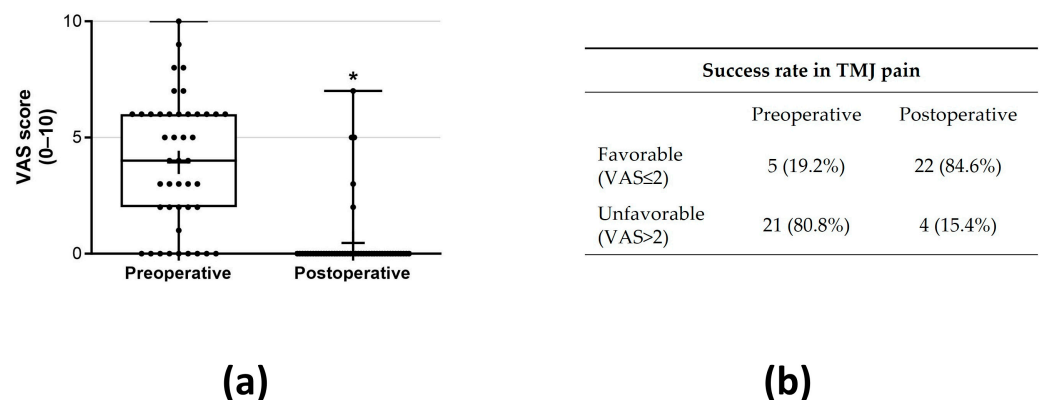 10
5
0
VAS score
(0–10)
*
Preoperative
Postoperative
(a)
Success rate in TMJ pain
Preoperative Postoperative
Favorable
(VAS≤2)
5 (19.2%) 22 (84.6%)
Unfavorable
(VAS>2)
21 (80.8%) 4 (15.4%)
(b)